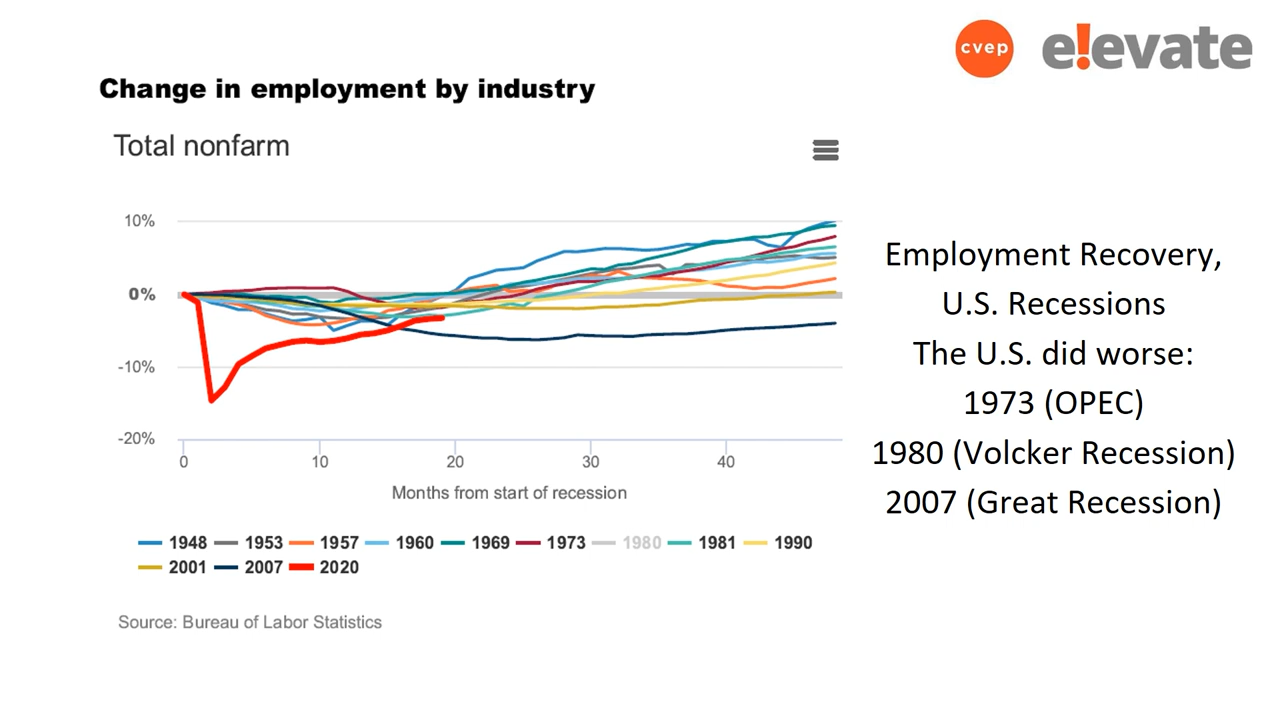 cvep
e!evate
Change in employment by industry
Total nonfarm
10%
0%
-10%
-20%
0 10 20 30 40
Months from start of recession
1948 1953 1957 1960 1969 1973 1980 1981 1990
2001 2007 2020
Source: Bureau of Labor Statistics
Employment Recovery,
U.S. Recessions
The U.S. did worse:
1973 (OPEC)
1980 (Volcker Recession)
2007 (Great Recession)